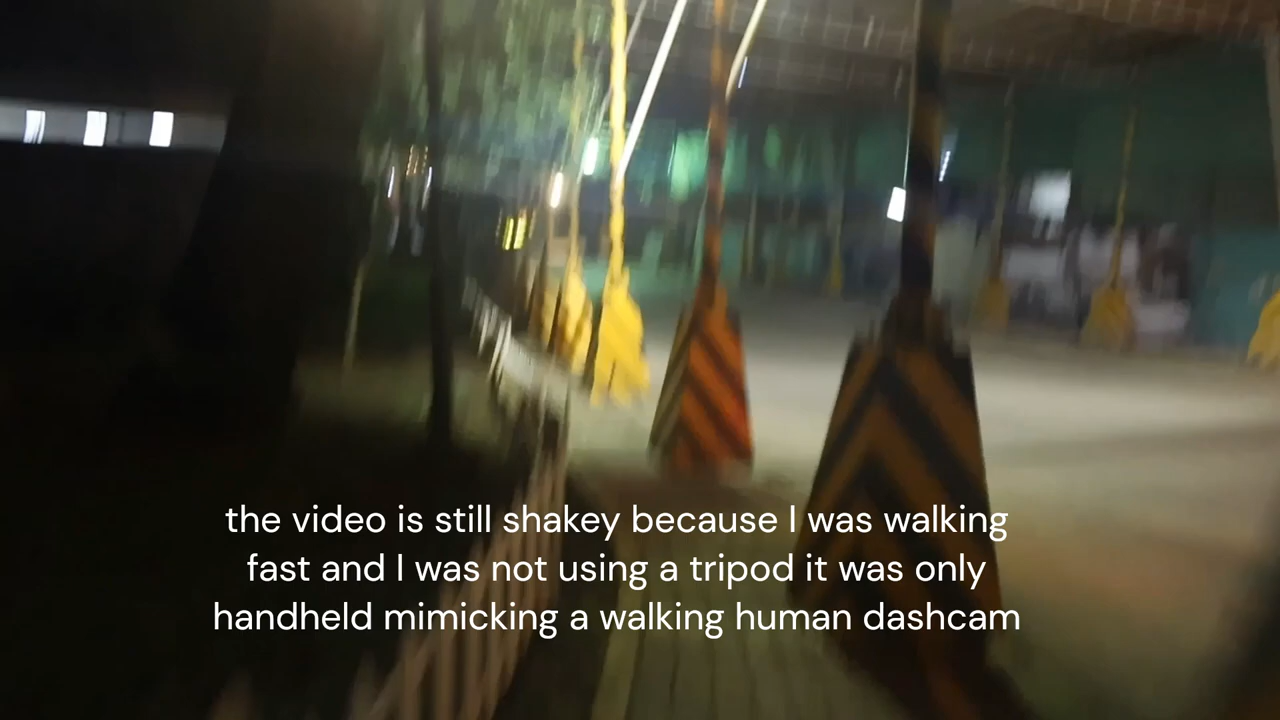 the video is still shakey because I was walking
fast and I was not using a tripod it was only
handheld mimicking a walking human dashcam